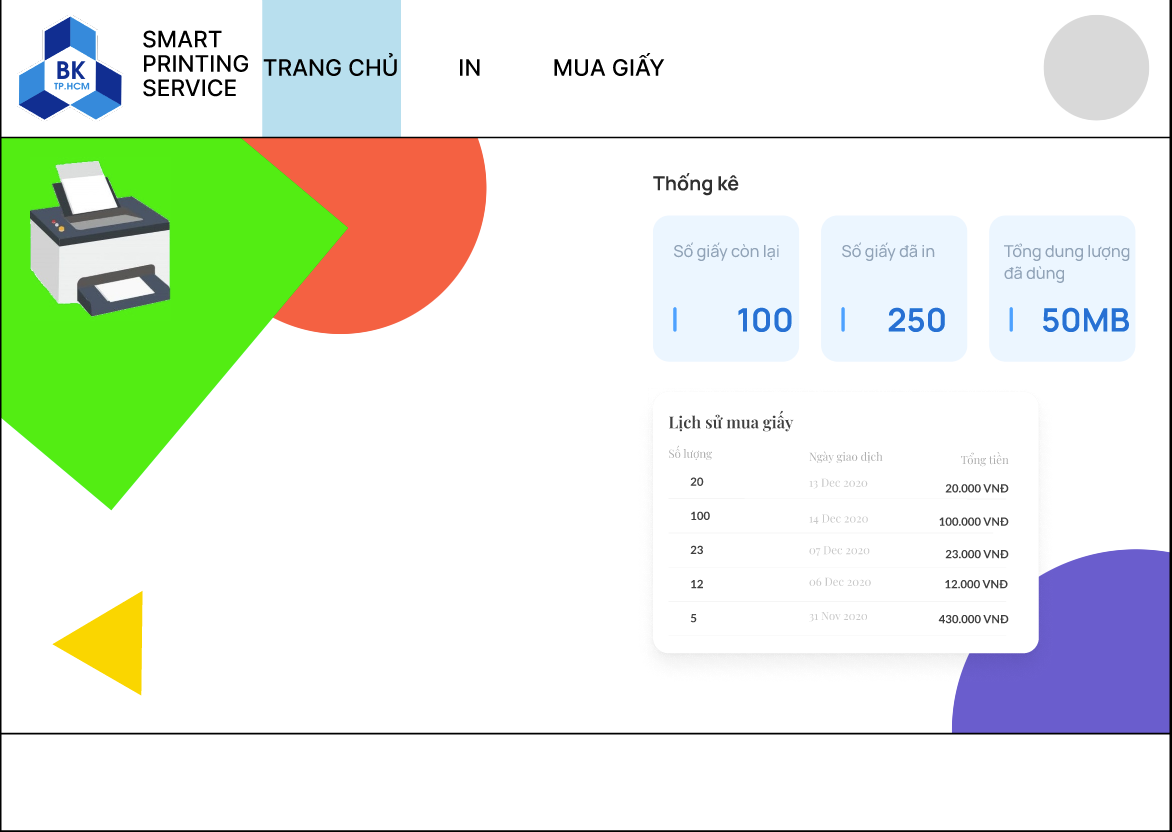 BK
TP.HCM
SMART
PRINTING
SERVICE
TRANG CHỦ
IN
MUA GIẤY
Thống kê
Số giấy còn lại
100
Số giấy đã in
250
Tổng dung lượng
đã dùng
50MB
Lịch sử mua giấy
Số lượng Ngày giao dịch Tổng tiền
20 13 Dec 2020 20.000 VNĐ
100 14 Dec 2020 100.000 VNĐ
23 07 Dec 2020 23.000 VNĐ
12 06 Dec 2020 12.000 VNĐ
5 31 Nov 2020 430.000 VNĐ